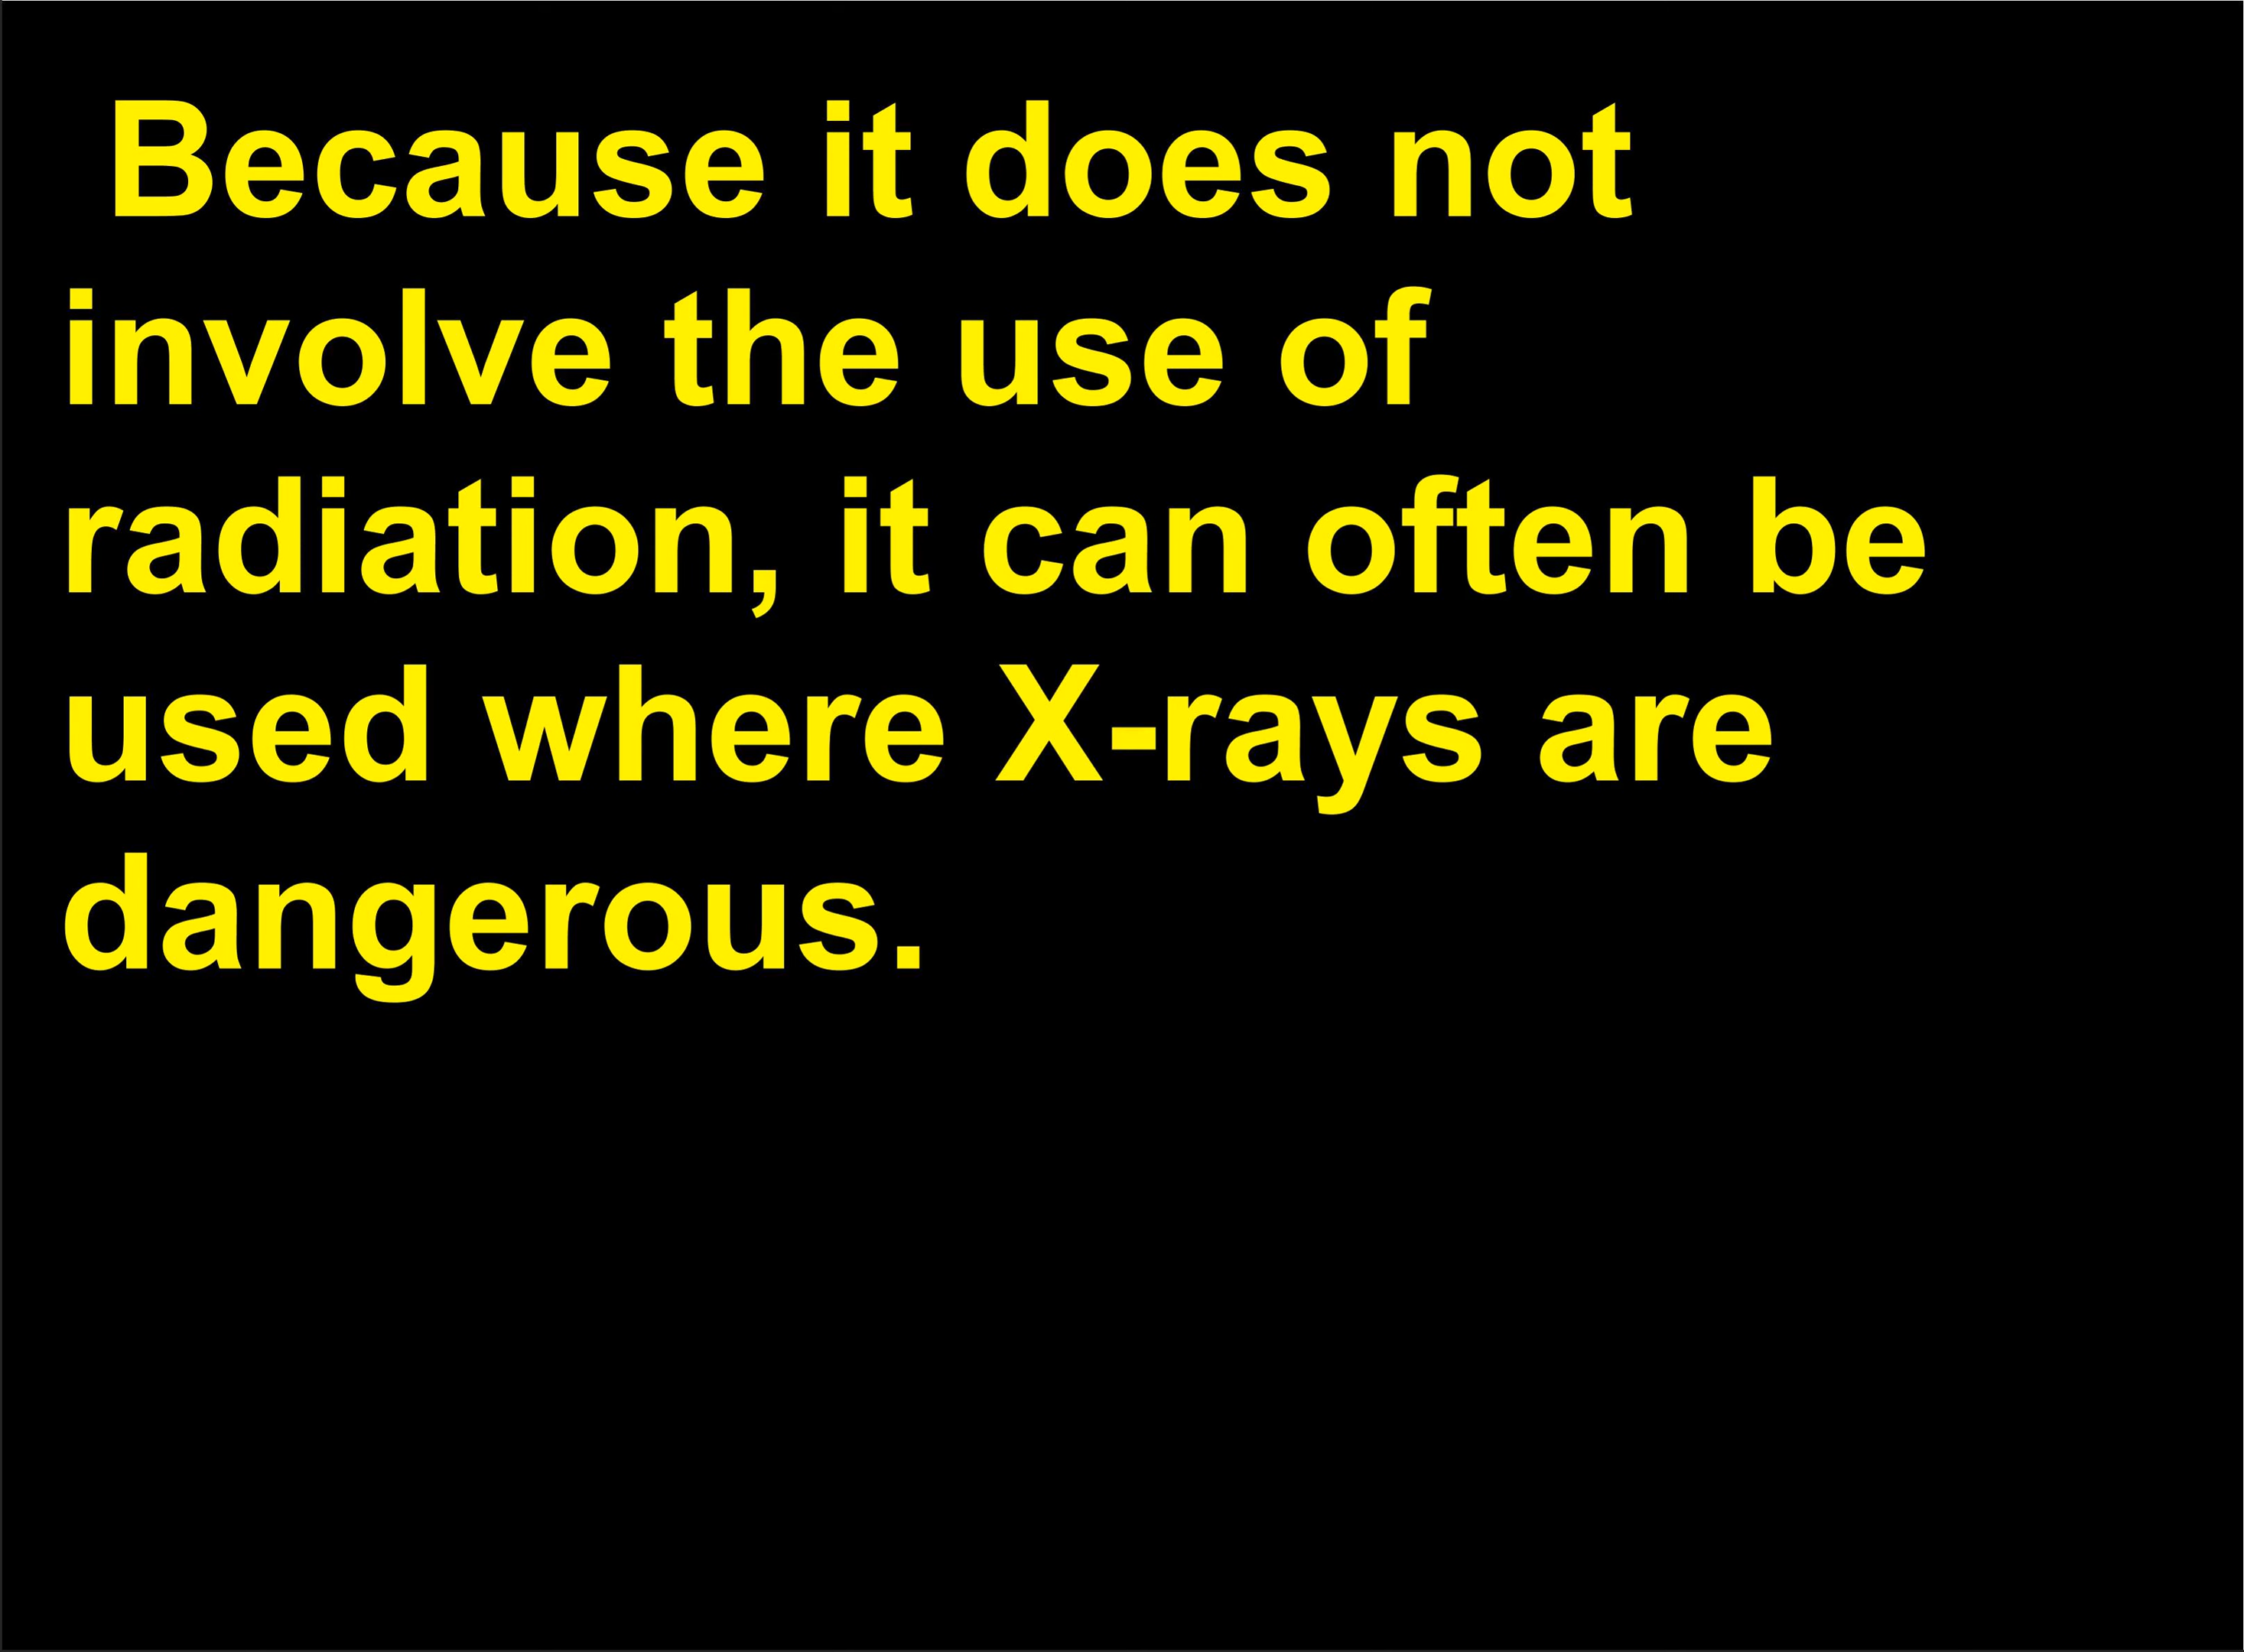 Because it does not
involve the use of
radiation, it can often be
used where X-rays are
dangerous.